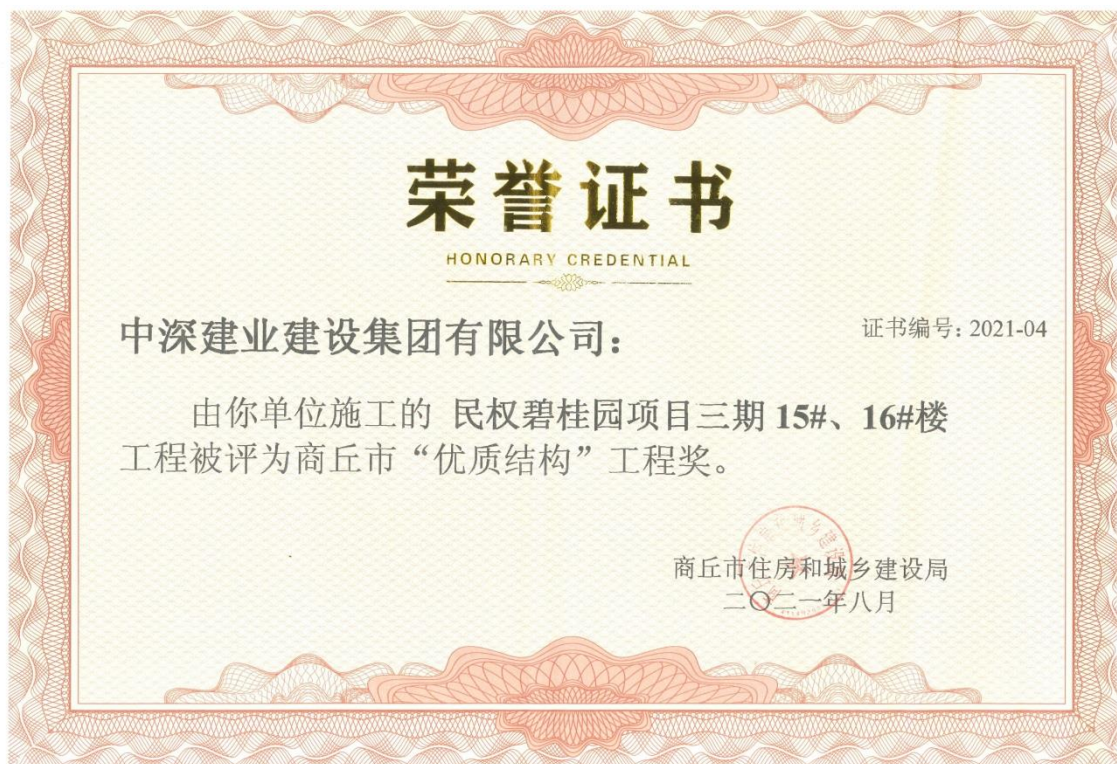 荣誉证书
HONORARY CREDENTIAL
中深建业建设集团有限公司：
证书编号: 2021-04
由你单位施工的 民权碧桂园项目三期 15#、16#楼
工程被评为商丘市“优质结构”工程奖。
商丘市住房和城乡建设局
二〇二一年八月